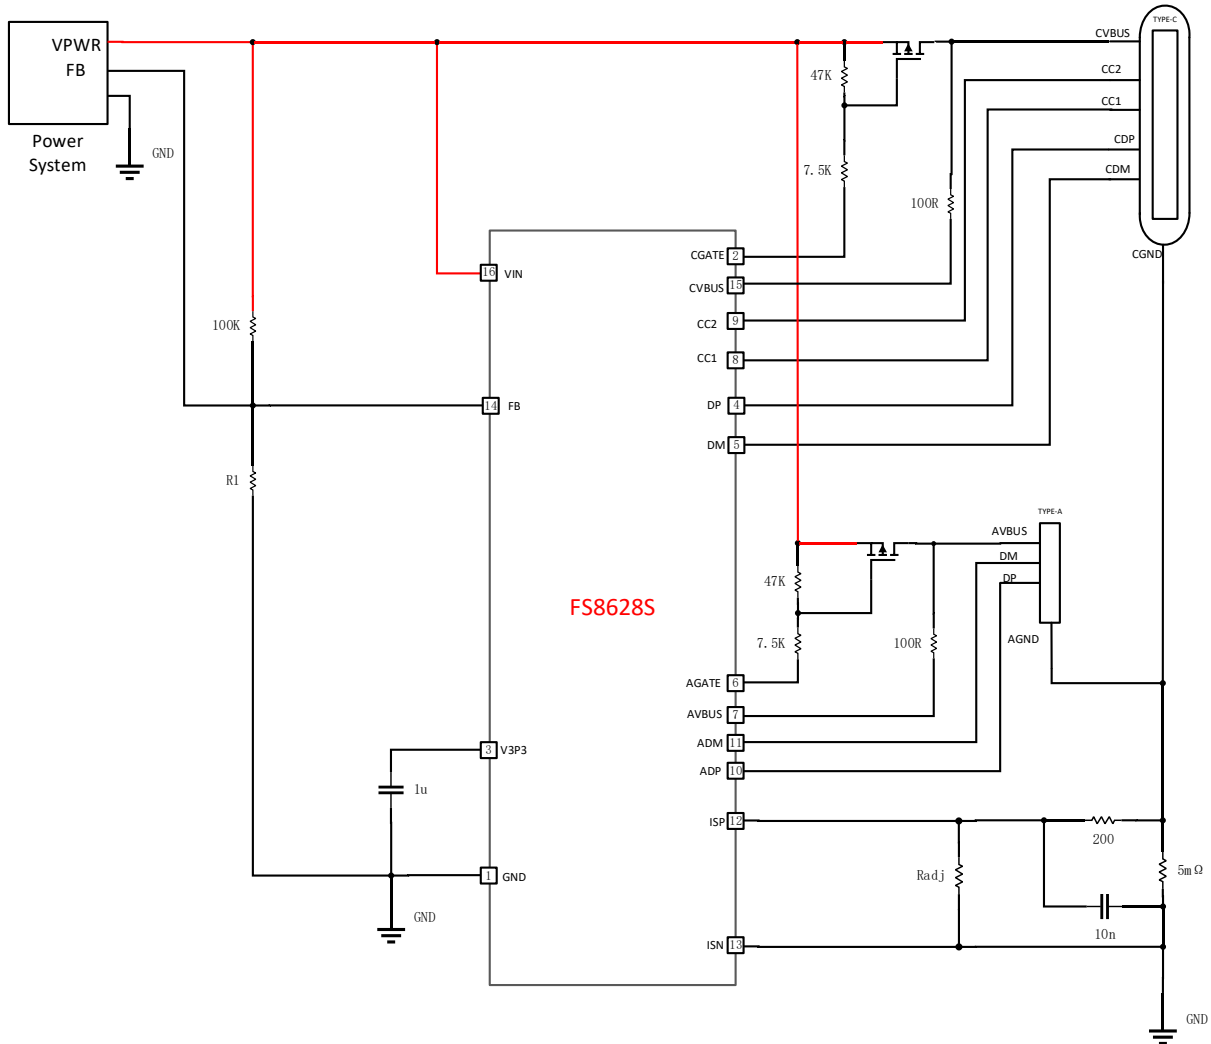 TYPE-C
VPWR
FB
Power
System
GND
CVBUS
CC2
CC1
CDP
CDM
CGND
47K
7.5K
100R
CGATE 2
CVBUS 15
CC2 9
CC1 8
DP 4
DM 5
16 VIN
100K
14 FB
R1
FS8628S
TYPE-A
AVBUS
DM
DP
AGND
47K
7.5K
100R
AGATE 6
AVBUS 7
ADM 11
ADP 10
3 V3P3
1u
1 GND
GND
ISP 12
200
Radj
5mΩ
10n
ISN 13
GND